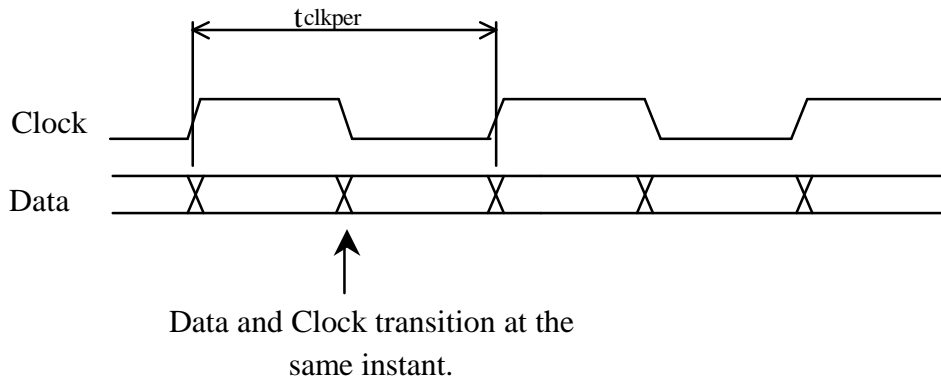 tclkper
Clock
Data
Data and Clock transition at the
same instant.